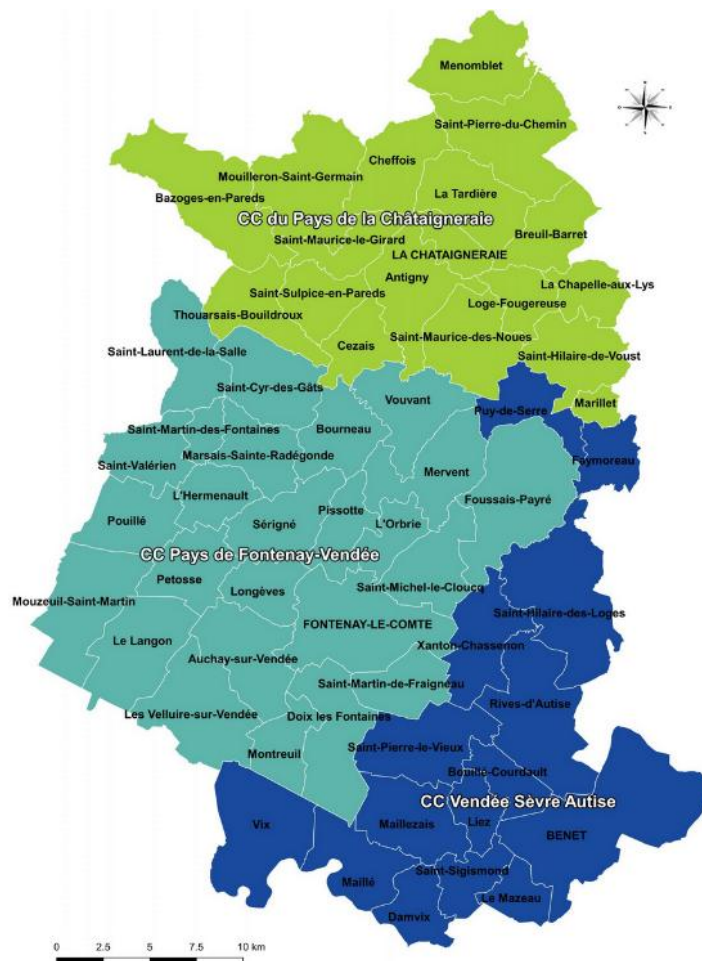 Menomblet
Saint-Pierre-du-Chemin
Cheffois
Mouilleron-Saint-Germain
La Tardière
Bazoges-en-Pareds
CC du Pays de la Châtaigneraie
Breuil-Barret
Saint-Maurice-le-Girard
LA CHATAIGNERAIE
Antigny
La Chapelle-aux-Lys
Saint-Sulpice-en-Pareds
Loge-Fougereuse
Thouarsais-Bouildroux
Saint-Maurice-des-Noues
Cezais
Saint-Laurent-de-la-Salle
Saint-Hilaire-de-Voust
Saint-Cyr-des-Gâts
Vouvant
Marillet
Puy-de-Serre
Saint-Martin-des-Fontaines
Bourneau
Marsais-Sainte-Radégonde
Faymoreau
Saint-Valérien
Mervent
L'Hermenault
Foussais-Payré
Pissotte
Pouillé
Sérigné
L'Orbrie
CC Pays de Fontenay-Vendée
Petosse
Longèves
Saint-Michel-le-Cloucq
Mouzeuil-Saint-Martin
Saint-Hilaire-des-Loges
FONTENAY-LE-COMTE
Le Langon
Xanton-Chassenon
Auchay-sur-Vendée
Saint-Martin-de-Fraigneau
Rives-d'Autise
Les Velluire-sur-Vendée
Doix les Fontaines
Saint-Pierre-le-Vieux
Montreuil
Bouillé-Courdault
CC Vendée Sèvre Autise
Vix
Maillezais
Liez
BENET
Saint-Sigismond
Maillé
Le Mazeau
Damvix
0 2.5 5 7.5 10 km